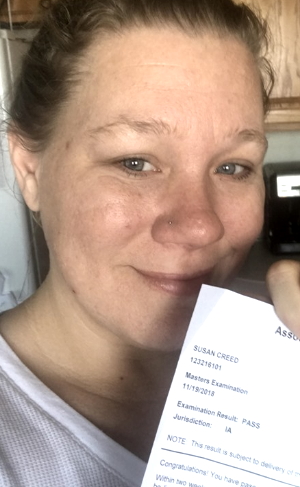 SUSAN CREED
123216101
Masters Examination
11/19/2018
Examination Result: PASS
Jurisdiction: IA
NOTE: This result is subject to delivery of
Congratulations! You have
Within two